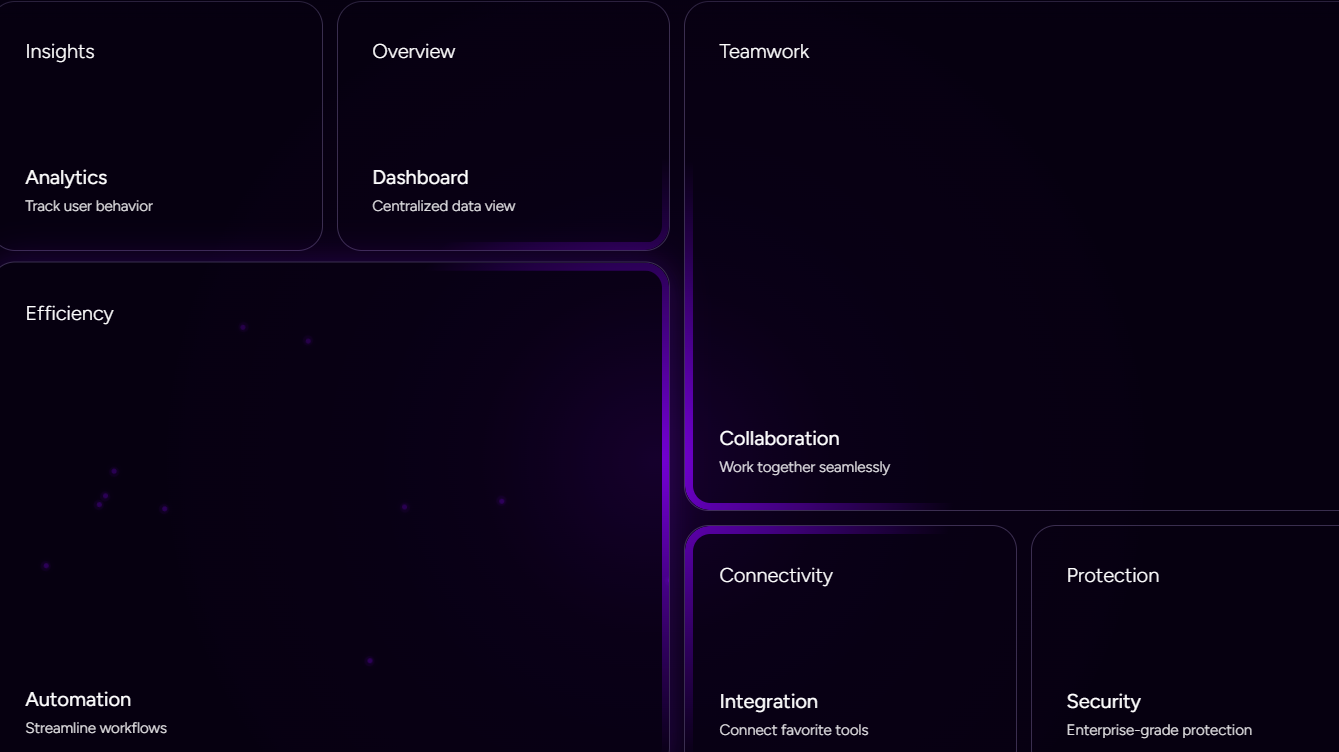 Insights
Analytics
Track user behavior
Overview
Dashboard
Centralized data view
Teamwork
Collaboration
Work together seamlessly
Efficiency
Automation
Streamline workflows
Connectivity
Integration
Connect favorite tools
Protection
Security
Enterprise-grade protection